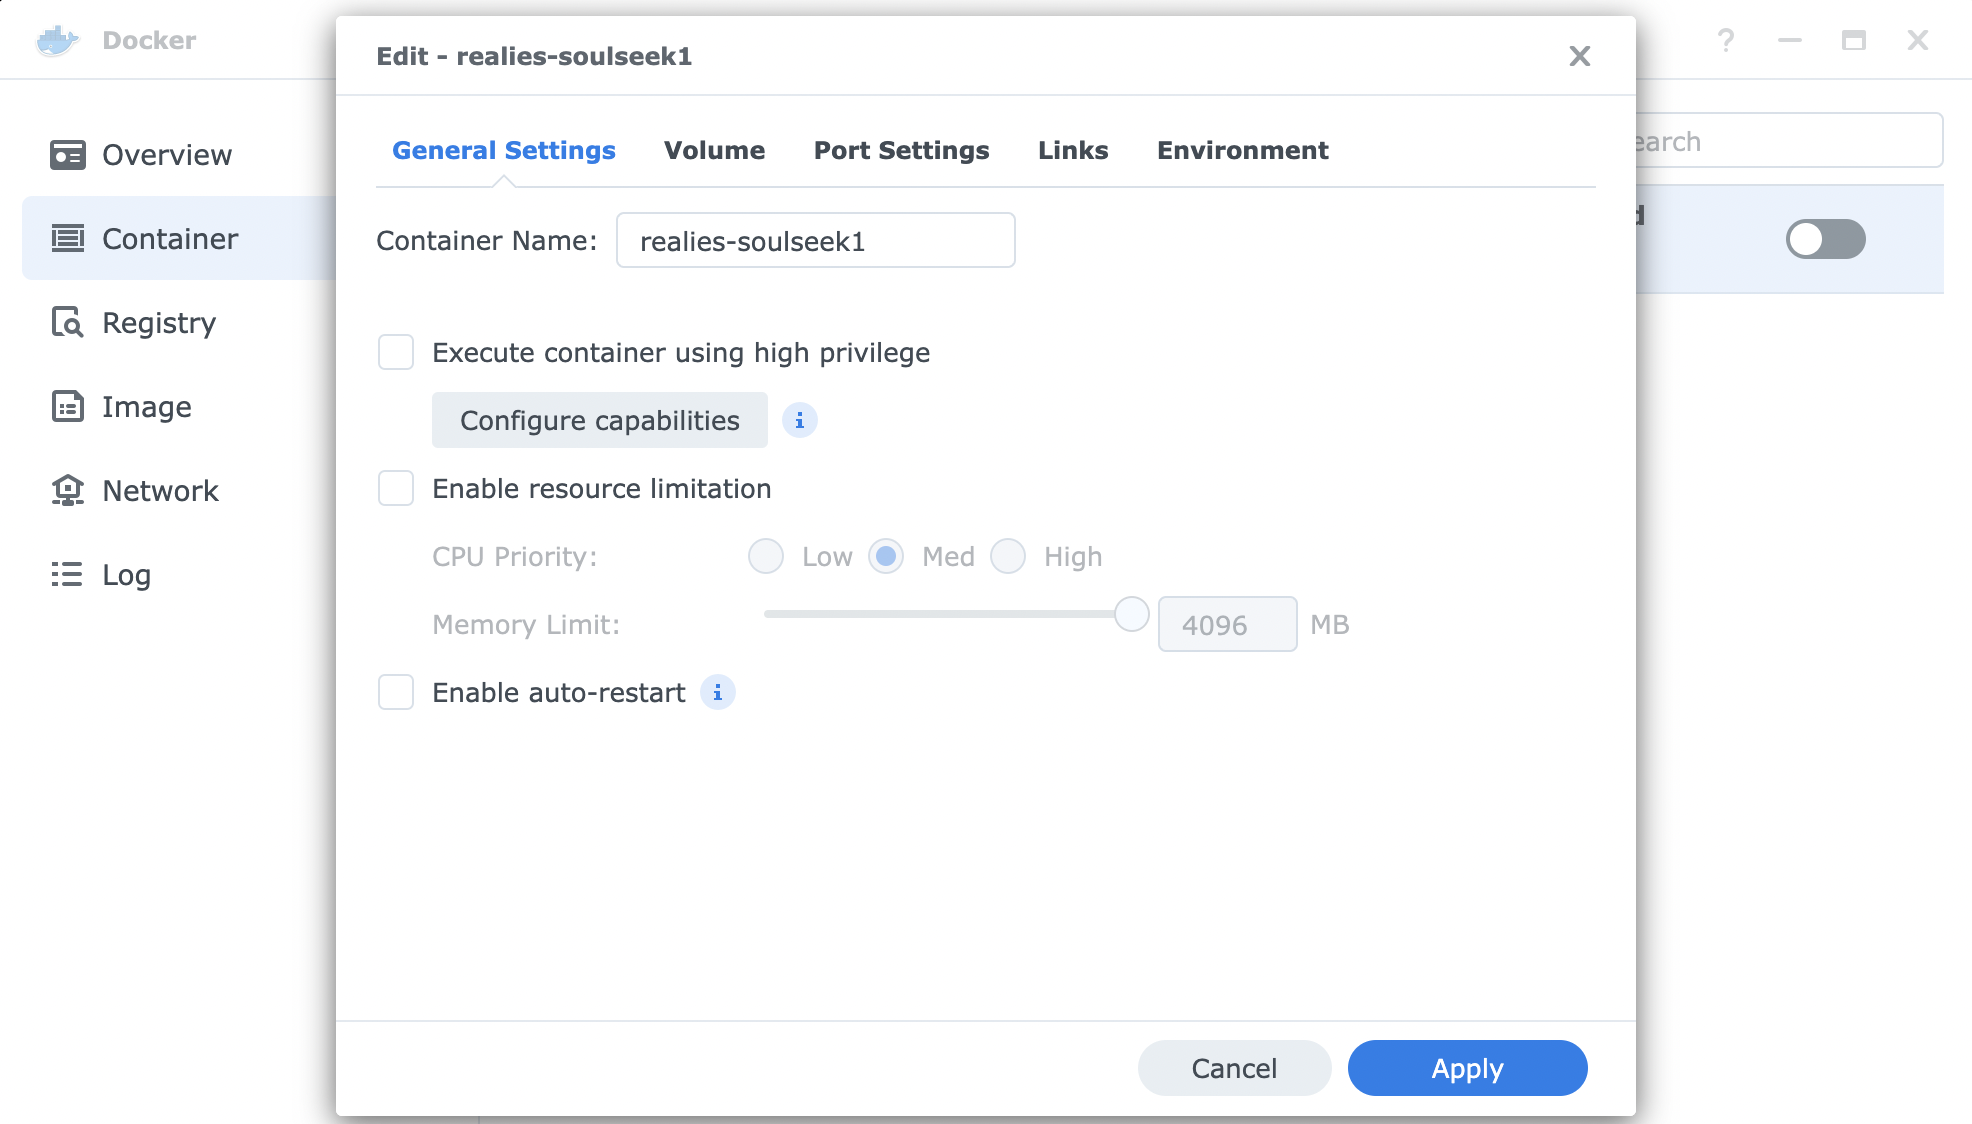 Docker
Edit - realies-soulseek1
Overview
Container
Registry
Image
Network
Log
General Settings Volume Port Settings Links Environment
Container Name: realies-soulseek1
Execute container using high privilege
Configure capabilities
Enable resource limitation
CPU Priority: Low Med High
Memory Limit: 4096 MB
Enable auto-restart
Cancel Apply
earch